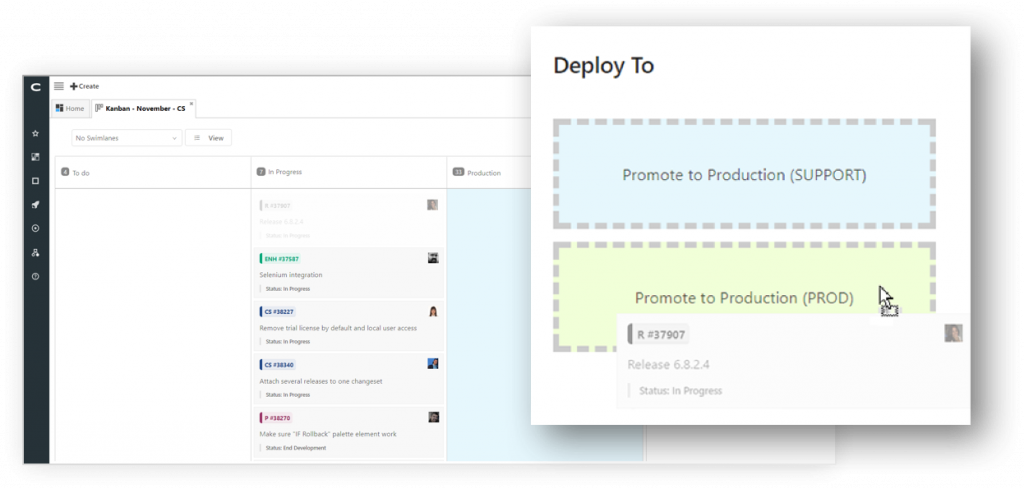 C
Create
Home
Kanban - November - CS
×
No Swimlanes
View
4 To do
7 In Progress
33 Production
R #37907
Release 6.8.2.4
Status: In Progress
ENH #37587
Selenium integration
Status: In Progress
CS #38227
Remove trial license by default and local user access
Status: In Progress
CS #38340
Attach several releases to one changeset
Status: In Progress
P #38270
Make sure "IF Rollback" palette element work
Status: End Development
Deploy To
Promote to Production (SUPPORT)
Promote to Production (PROD)
R #37907
Release 6.8.2.4
Status: In Progress